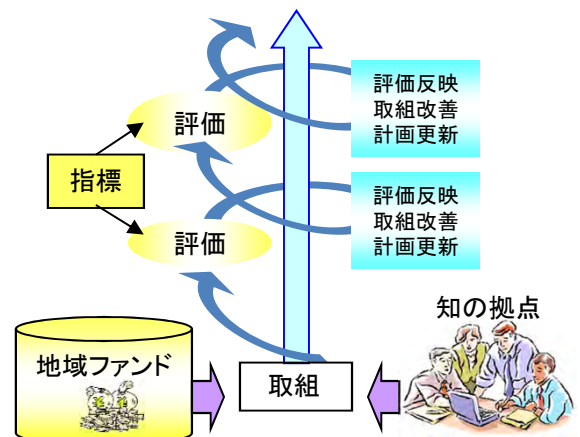 評価反映
取組改善
計画更新
評価
指標
評価反映
取組改善
計画更新
評価
知の拠点
地域ファンド
取組